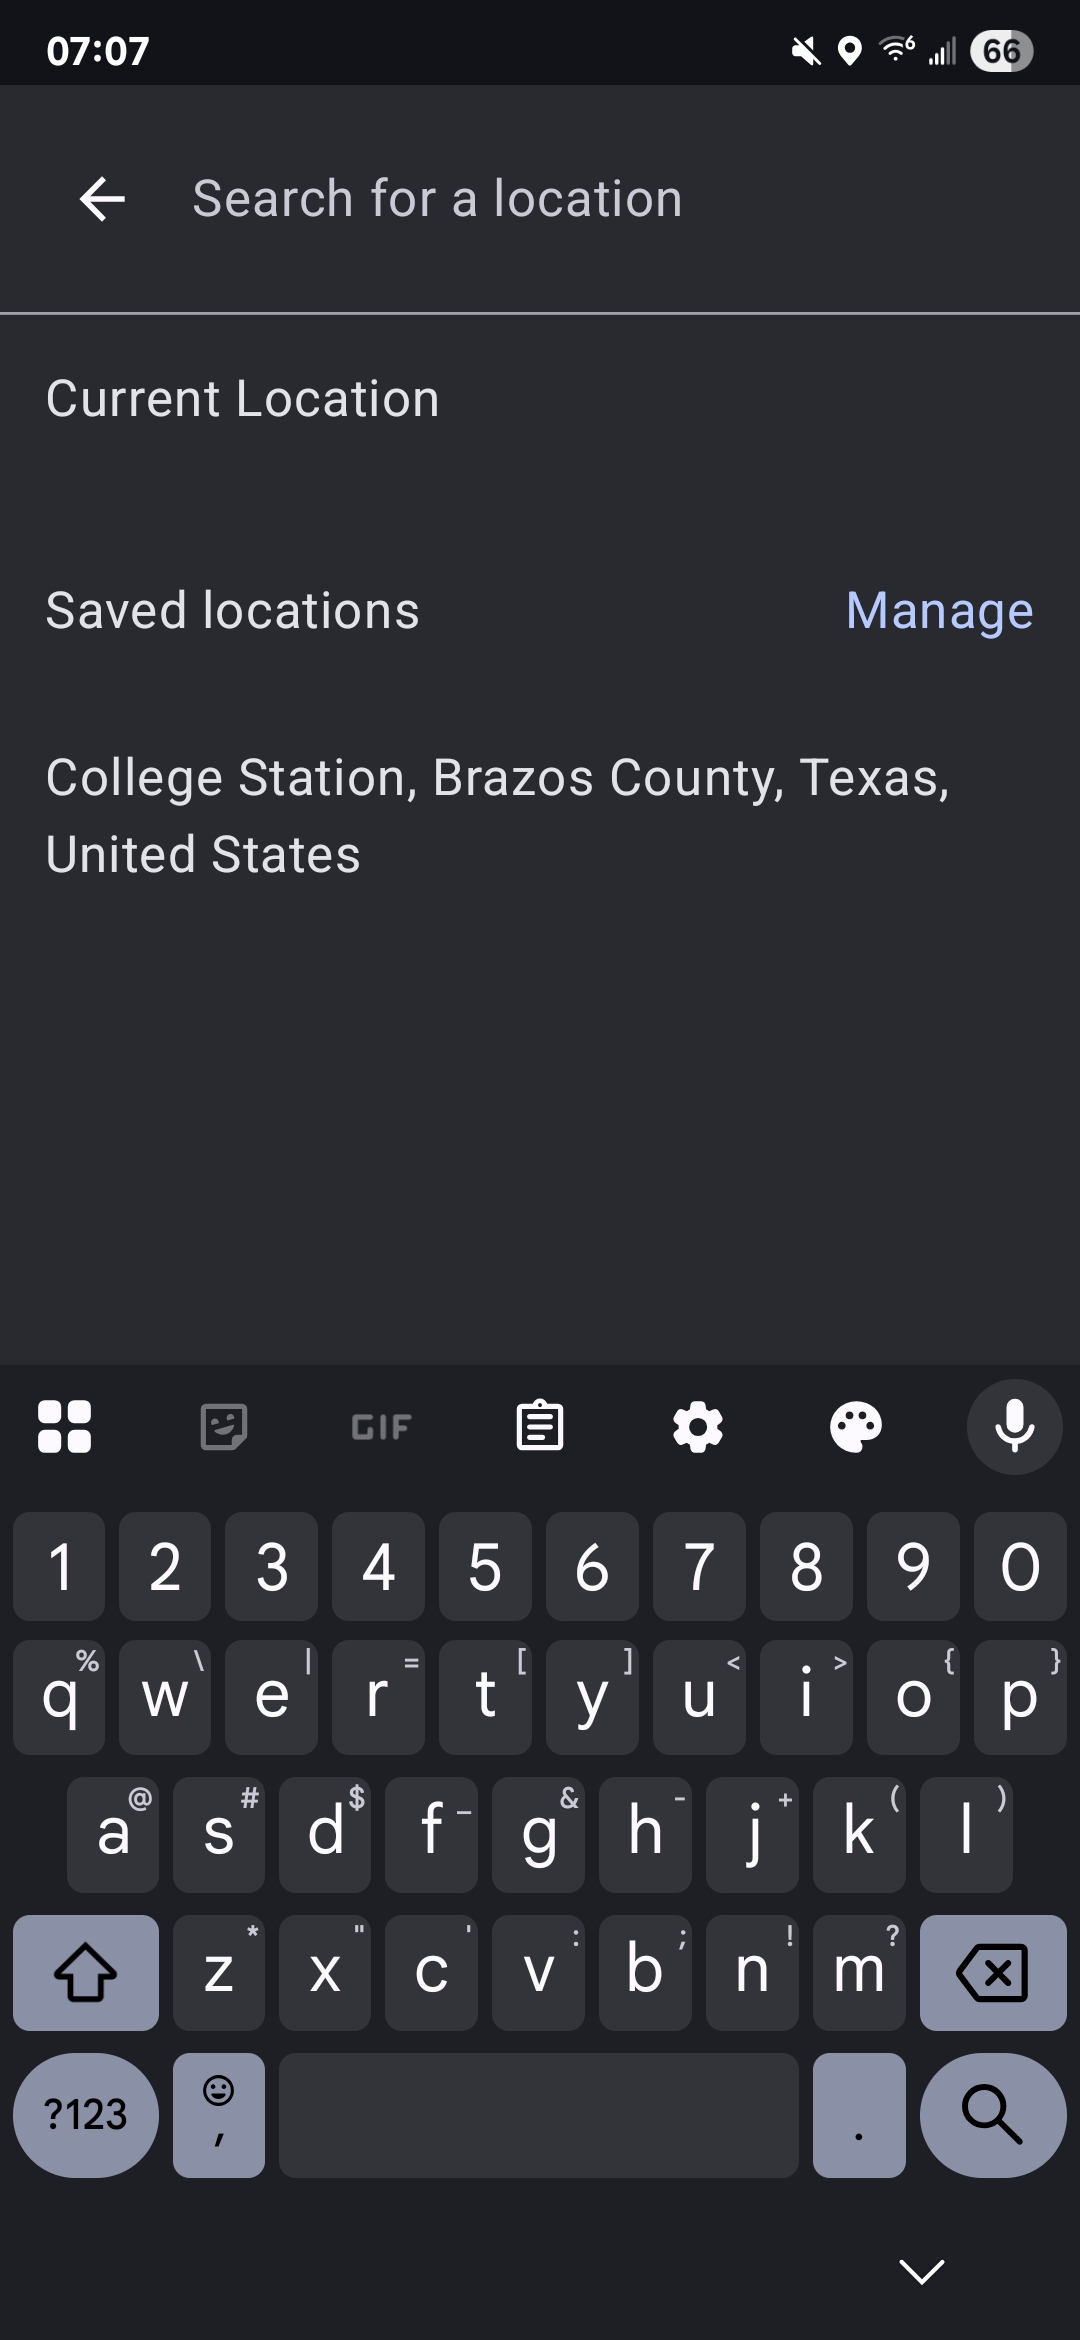 07:07
6
66
Search for a location
Current Location
Saved locations Manage
College Station, Brazos County, Texas,
United States
GIF
1 2 3 4 5 6 7 8 9 0
% \ | = [ ] < > { }
q w e r t y u i o p
@ # $ _ & - + ( )
a s d f g h j k l
* " ' : ; ! ?
z x c v b n m
?123 , .